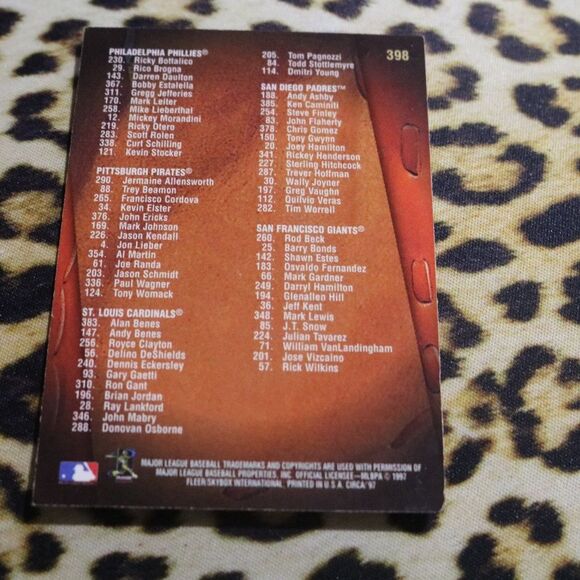 PHILADELPHIA PHILLIES®
230. Ricky Bottalico
29. Rico Brogna
143. Darren Daulton
367. Bobby Estalella
311. Gregg Jefferies
170. Mark Leiter
258. Mike Lieberthal
12. Mickey Morandini
219. Ricky Otero
283. Scott Rolen
338. Curt Schilling
121. Kevin Stocker
PITTSBURGH PIRATES®
290. Jermaine Allensworth
88. Trey Beamon
265. Francisco Cordova
34. Kevin Elster
376. John Ericks
169. Mark Johnson
226. Jason Kendall
4. Jon Lieber
354. Al Martin
61. Joe Randa
203. Jason Schmidt
336. Paul Wagner
124. Tony Womack
ST. LOUIS CARDINALS®
383. Alan Benes
147. Andy Benes
256. Royce Clayton
56. Delino DeShields
240. Dennis Eckersley
93. Gary Gaetti
310. Ron Gant
196. Brian Jordan
28. Ray Lankford
346. John Mabry
288. Donovan Osborne
398
205. Tom Pagnozzi
84. Todd Stottlemyre
114. Dmitri Young
SAN DIEGO PADRES™
188. Andy Ashby
385. Ken Caminiti
254. Steve Finley
83. John Flaherty
378. Chris Gomez
150. Tony Gwynn
20. Joey Hamilton
341. Rickey Henderson
227. Sterling Hitchcock
287. Trevor Hoffman
30. Wally Joyner
197. Greg Vaughn
112. Quilvio Veras
282. Tim Worrell
SAN FRANCISCO GIANTS®
260. Rod Beck
25. Barry Bonds
142. Shawn Estes
183. Osvaldo Fernandez
66. Mark Gardner
249. Darryl Hamilton
194. Glenallen Hill
36. Jeff Kent
348. Mark Lewis
85. J.T. Snow
224. Julian Tavarez
71. William VanLandingham
201. Jose Vizcaino
57. Rick Wilkins
MAJOR LEAGUE BASEBALL TRADEMARKS AND COPYRIGHTS ARE USED WITH PERMISSION OF
MAJOR LEAGUE BASEBALL PROPERTIES, INC. OFFICIAL LICENSEE—MLBPA © 1997
FLEER/SKYBOX INTERNATIONAL. PRINTED IN U.S.A. CIRCA '97